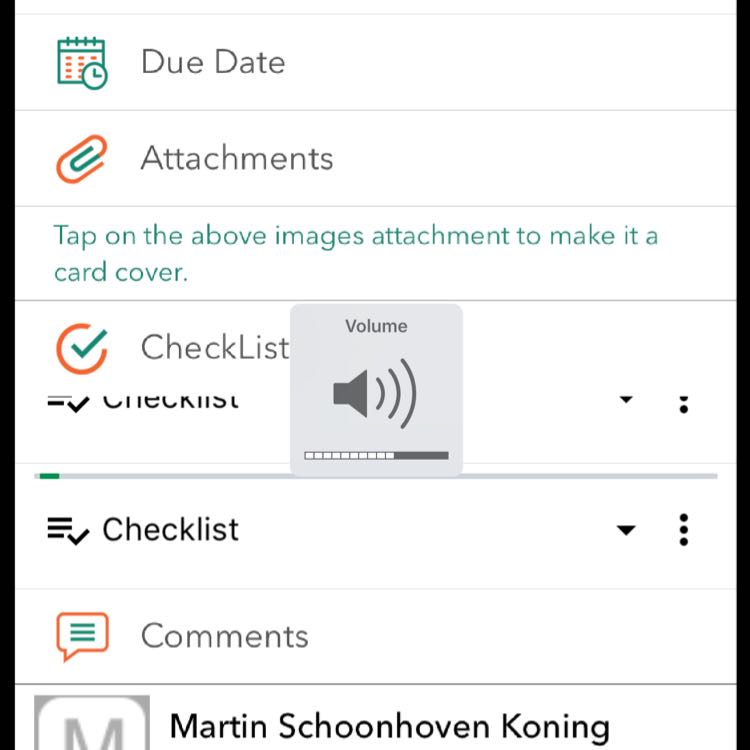 Due Date
Attachments
Tap on the above images attachment to make it a
card cover.
Volume
CheckList
Checklist
Checklist
Comments
M
Martin Schoonhoven Koning